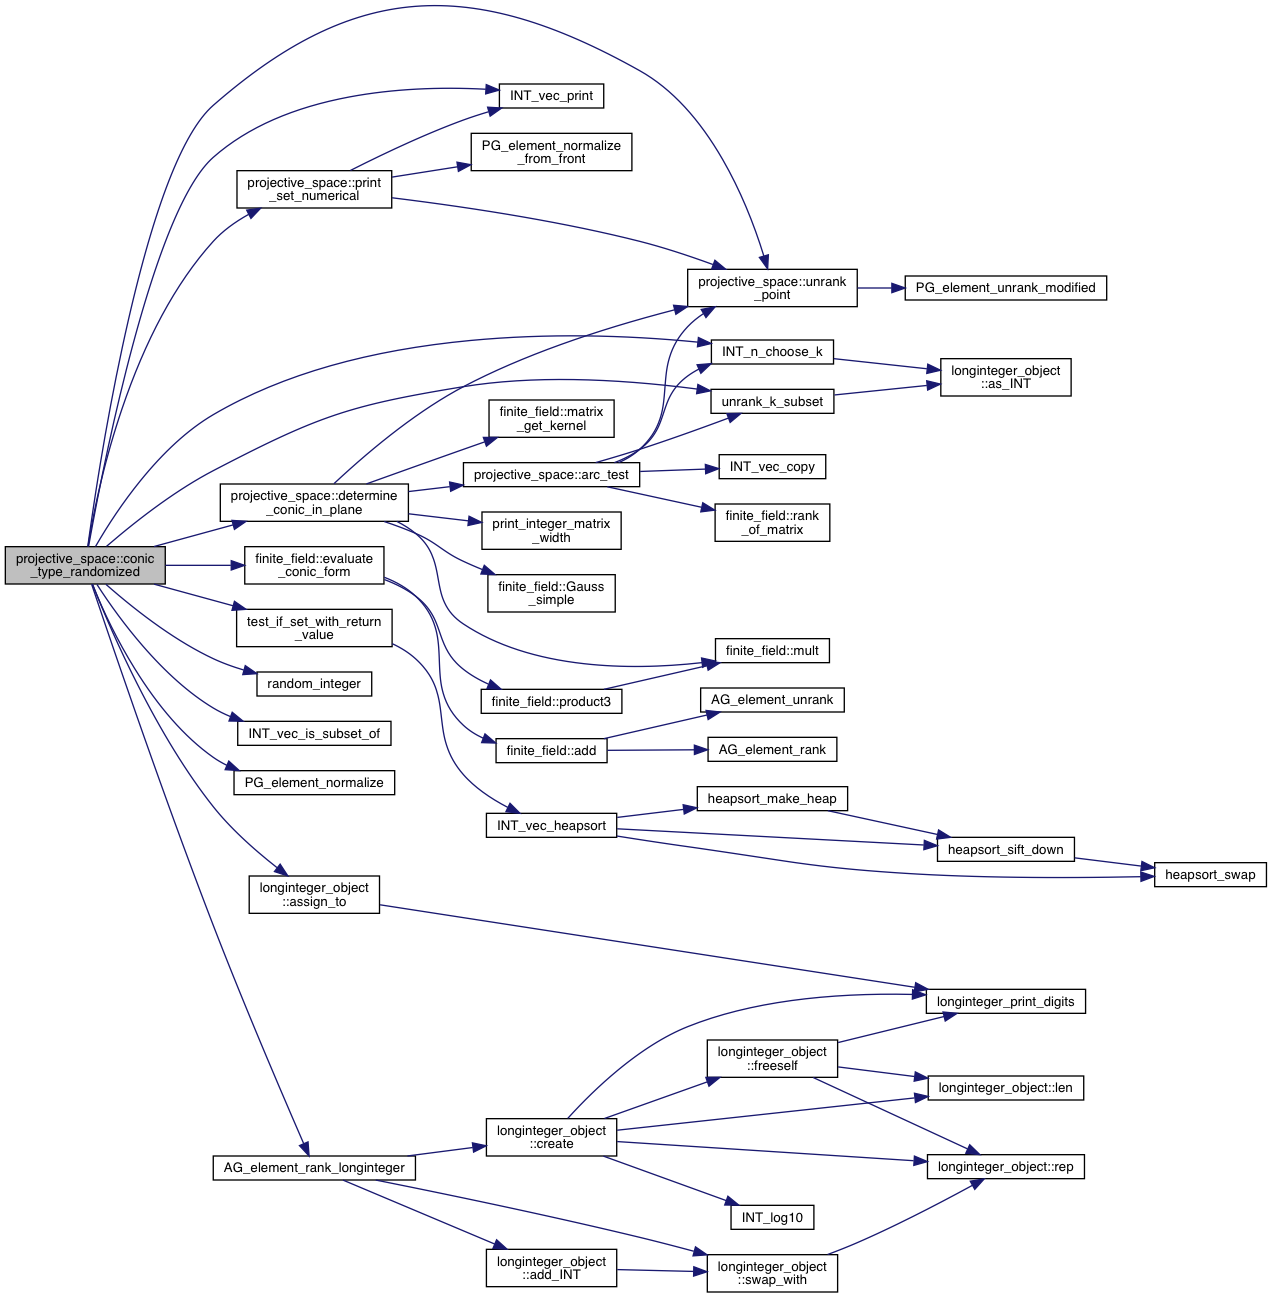 INT_vec_print
PG_element_normalize
_from_front
projective_space::print
_set_numerical
projective_space::unrank
_point
PG_element_unrank_modified
INT_n_choose_k
longinteger_object
::as_INT
unrank_k_subset
finite_field::matrix
_get_kernel
projective_space::arc_test
INT_vec_copy
projective_space::determine
_conic_in_plane
print_integer_matrix
_width
finite_field::rank
_of_matrix
projective_space::conic
_type_randomized
finite_field::evaluate
_conic_form
finite_field::Gauss
_simple
test_if_set_with_return
_value
finite_field::mult
random_integer
finite_field::product3
AG_element_unrank
INT_vec_is_subset_of
finite_field::add
AG_element_rank
PG_element_normalize
heapsort_make_heap
INT_vec_heapsort
heapsort_sift_down
heapsort_swap
longinteger_object
::assign_to
longinteger_print_digits
longinteger_object
::freeself
longinteger_object::len
longinteger_object
::create
AG_element_rank_longinteger
longinteger_object::rep
INT_log10
longinteger_object
::add_INT
longinteger_object
::swap_with